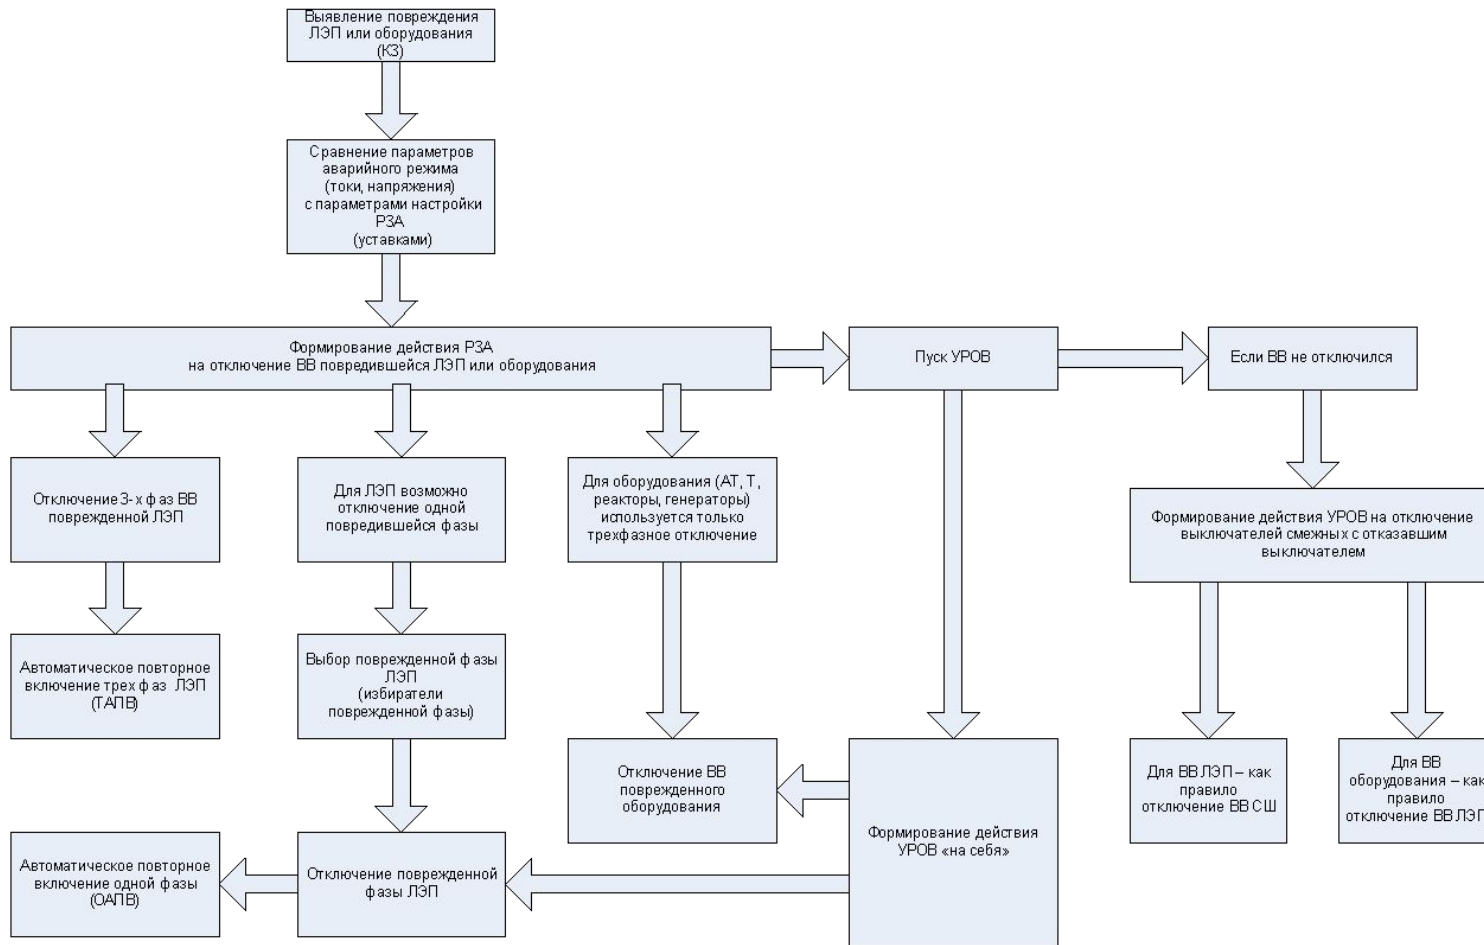 Выявление повреждения
ЛЭП или оборудования
(КЗ)
Сравнение параметров
аварийного режима
(токи, напряжения)
с параметрами настройки
РЗА
(уставками)
Формирование действия РЗА
на отключение ВВ повредившейся ЛЭП или оборудования
Пуск УРОВ
Если ВВ не отключился
Отключение 3-х фаз ВВ
поврежденной ЛЭП
Для ЛЭП возможно
отключение одной
повредившейся фазы
Для оборудования (АТ, Т,
реакторы, генераторы)
используется только
трехфазное отключение
Формирование действия УРОВ на отключение
выключателей смежных с отказавшим
выключателем
Автоматическое повторное
включение трех фаз ЛЭП
(ТАПВ)
Выбор поврежденной фазы
ЛЭП
(избиратели
поврежденной фазы)
Отключение ВВ
поврежденного
оборудования
Формирование действия
УРОВ «на себя»
Для ВВ ЛЭП – как
правило
отключение ВВ СШ
Для ВВ
оборудования – как
правило
отключение ВВ ЛЭП
Автоматическое повторное
включение одной фазы
(ОАПВ)
Отключение поврежденной
фазы ЛЭП